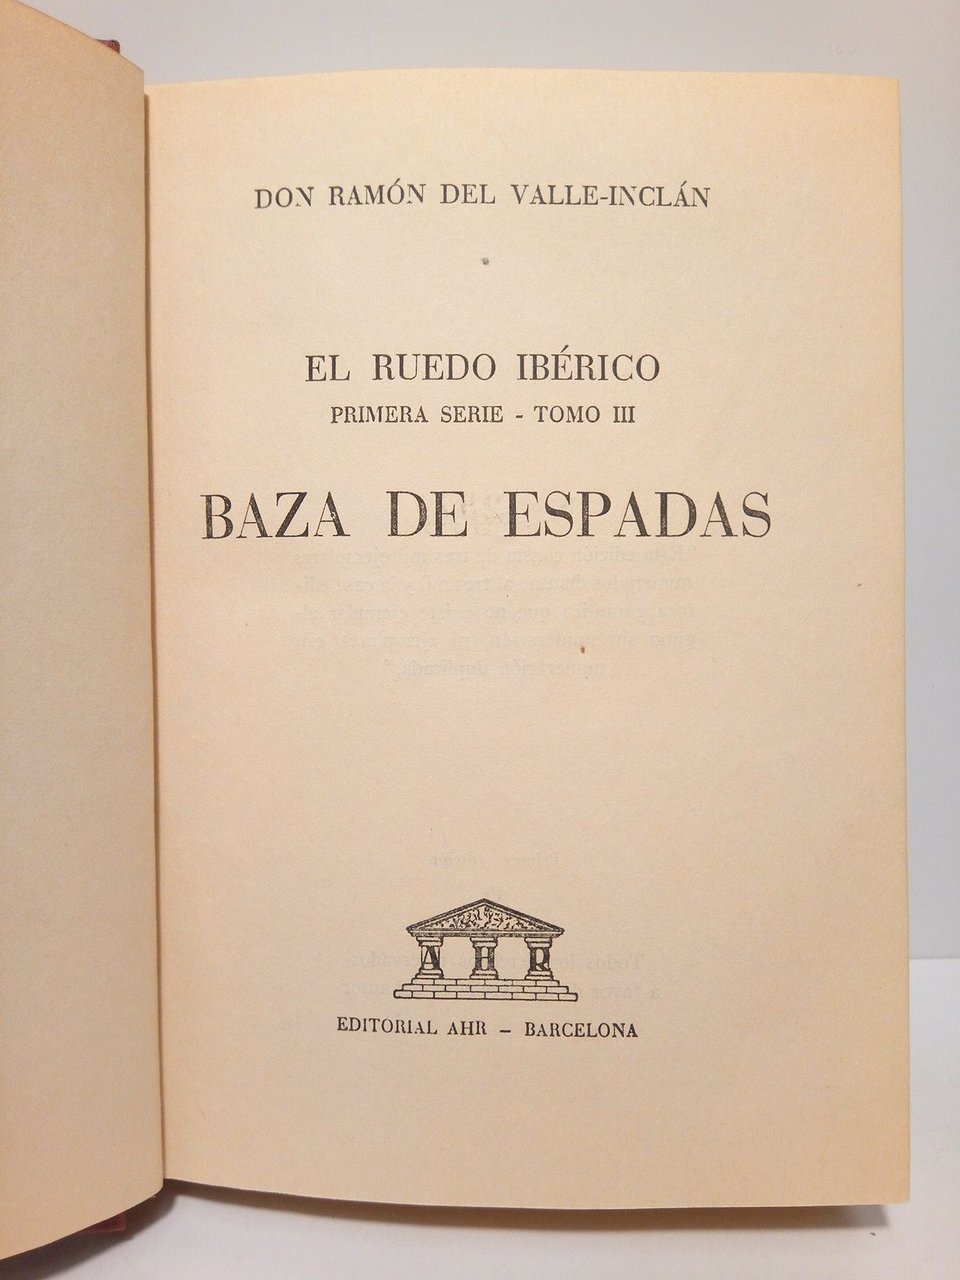 DON RAMÓN DEL VALLE-INCLÁN
EL RUEDO IBÉRICO
PRIMERA SERIE - TOMO III
BAZA DE ESPADAS
AHR
EDITORIAL AHR – BARCELONA